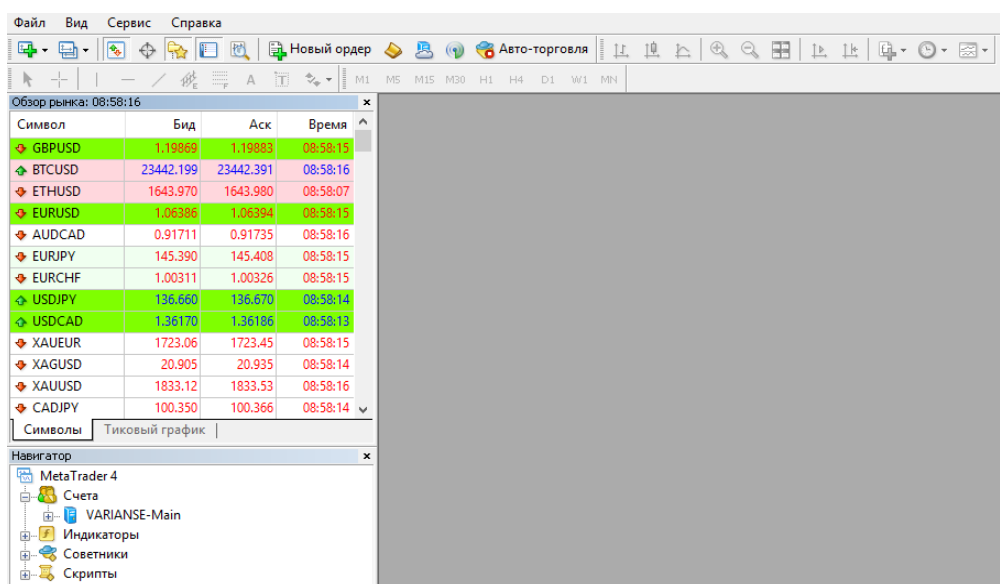 Файл Вид Сервис Справка
Новый ордер Авто-торговля
A T M1 M5 M15 M30 H1 H4 D1 W1 MN
Обзор рынка: 08:58:16
Символ Бид Аск Время
GBPUSD 1.19869 1.19883 08:58:15
BTCUSD 23442.199 23442.391 08:58:16
ETHUSD 1643.970 1643.980 08:58:07
EURUSD 1.06386 1.06394 08:58:15
AUDCAD 0.91711 0.91735 08:58:16
EURJPY 145.390 145.408 08:58:15
EURCHF 1.00311 1.00326 08:58:15
USDJPY 136.660 136.670 08:58:14
USDCAD 1.36170 1.36186 08:58:13
XAUEUR 1723.06 1723.45 08:58:15
XAGUSD 20.905 20.935 08:58:14
XAUUSD 1833.12 1833.53 08:58:16
CADJPY 100.350 100.366 08:58:14
Символы Тиковый график
Навигатор
MetaTrader 4
Счета
VARIANSE-Main
Индикаторы
Советники
Скрипты